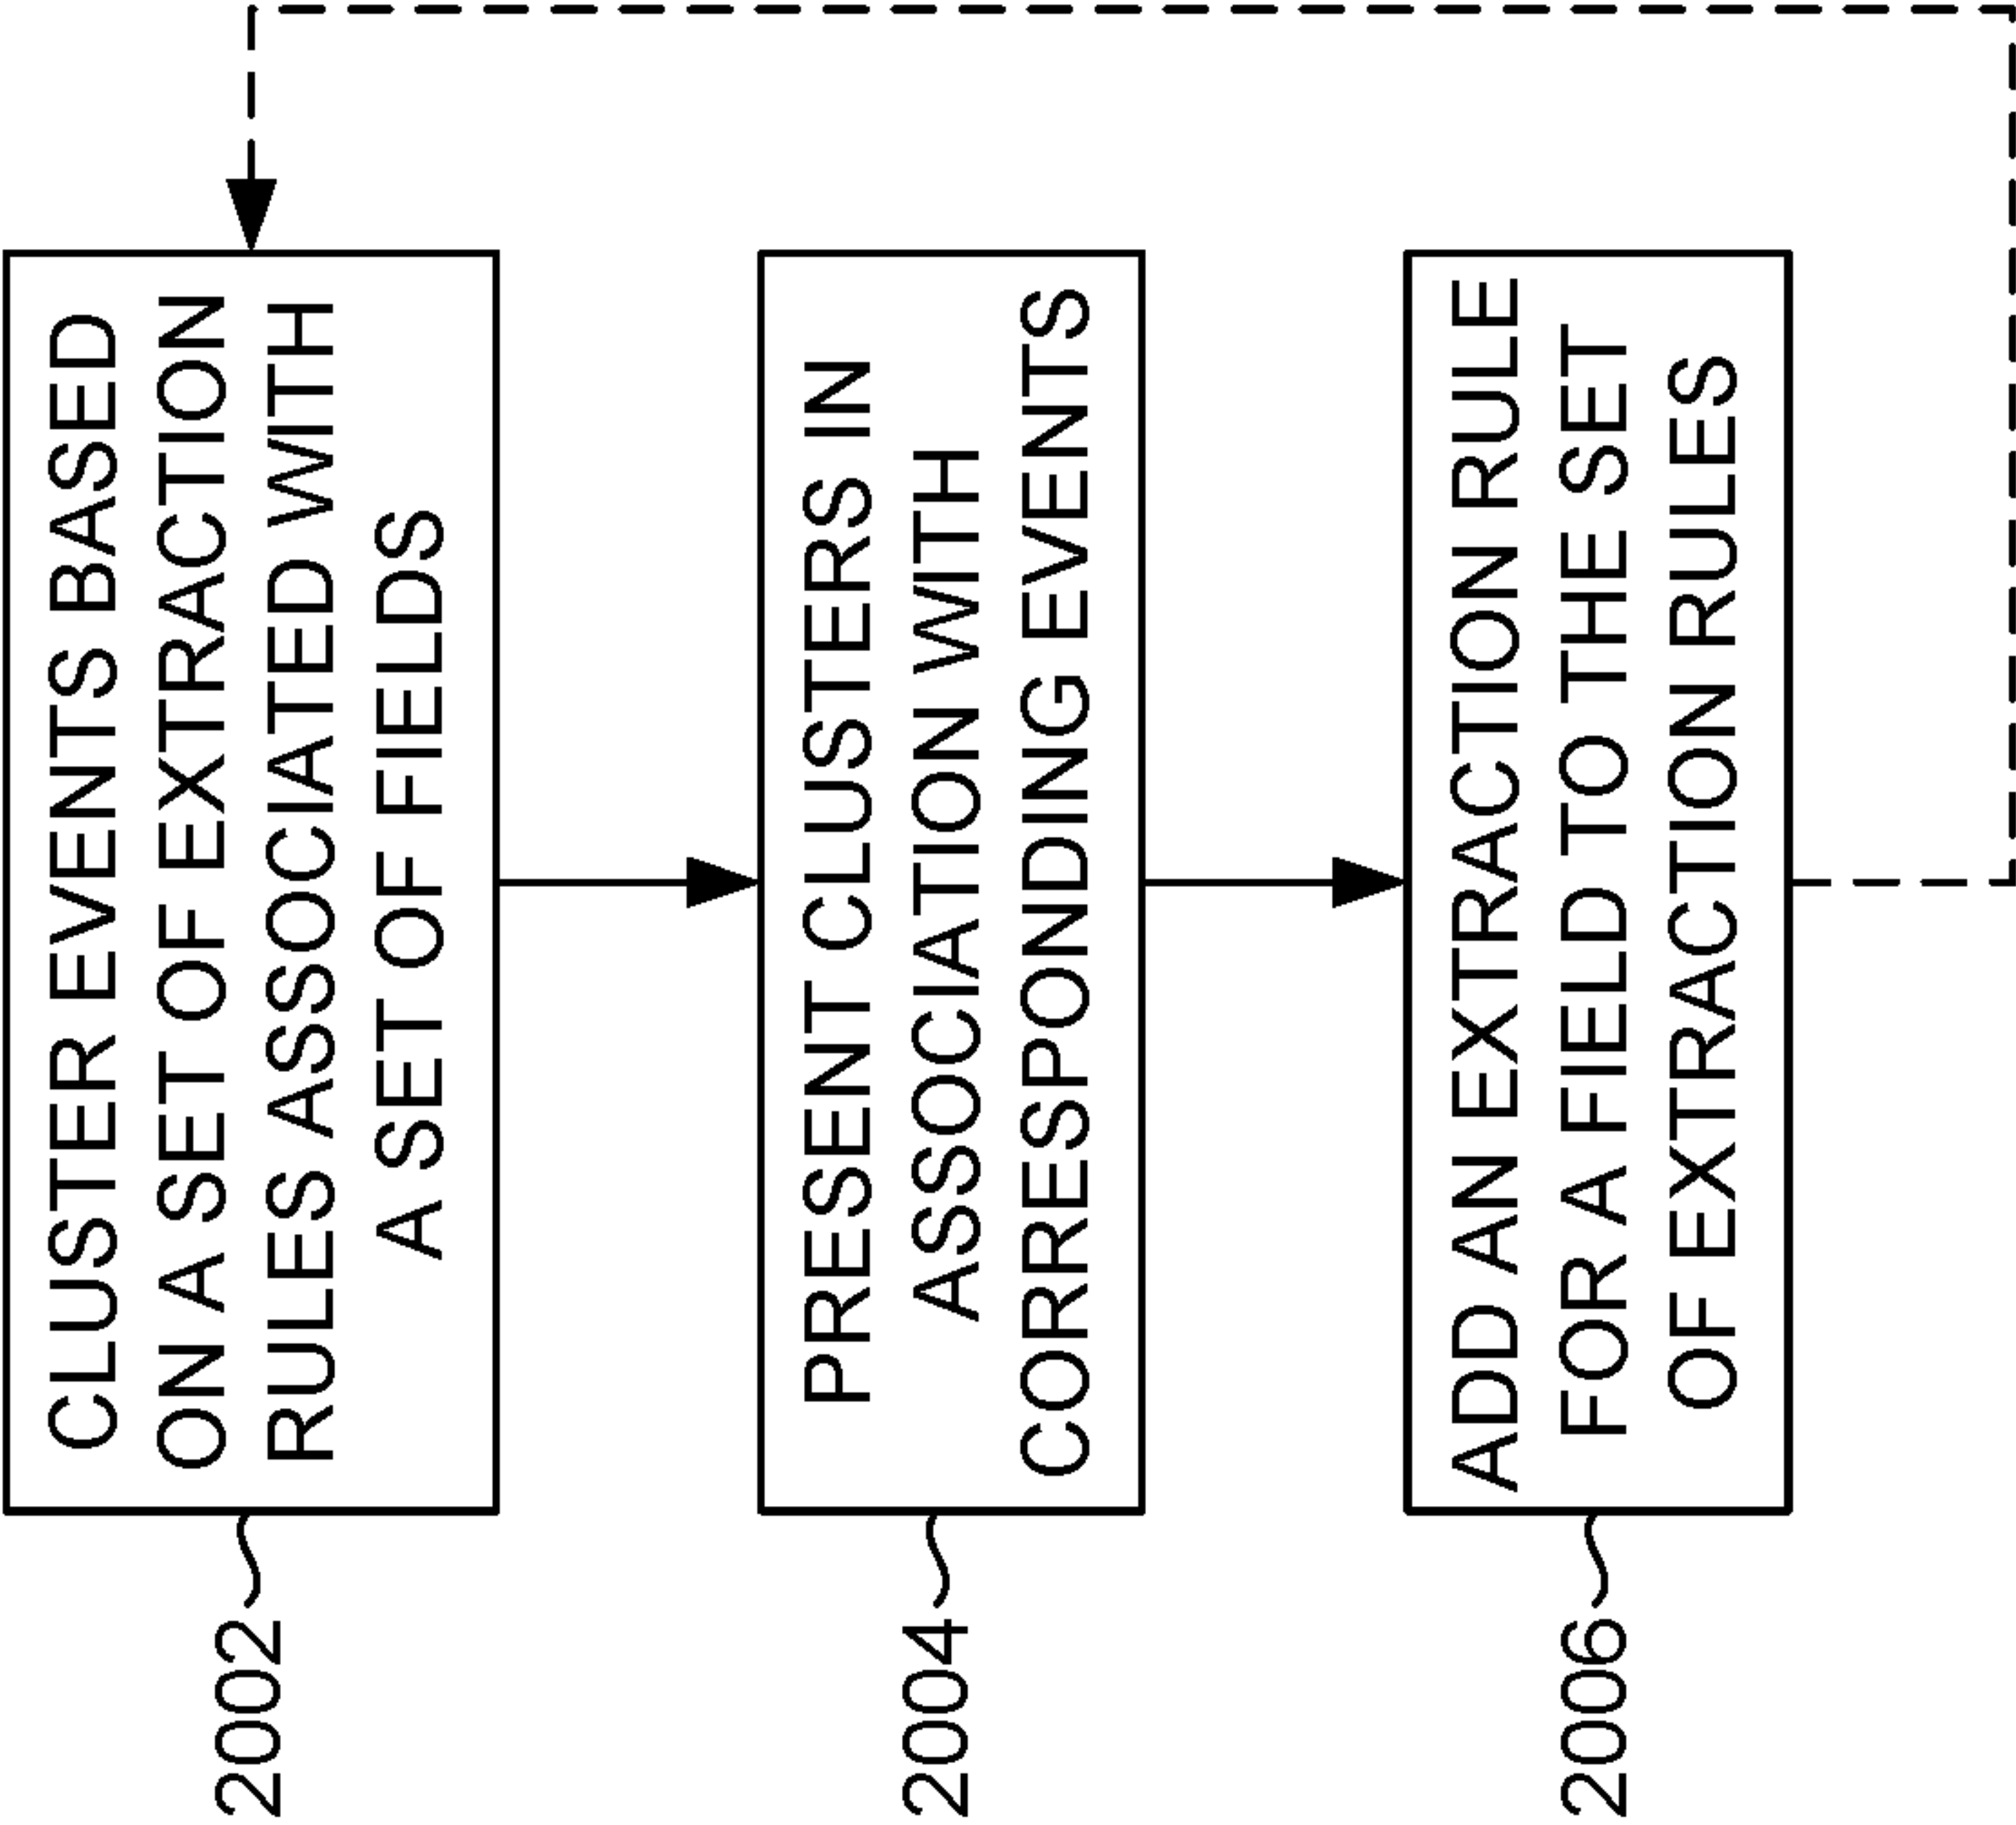 CLUSTER EVENTS BASED
ON A SET OF EXTRACTION
RULES ASSOCIATED WITH
A SET OF FIELDS
2002
PRESENT CLUSTERS IN
ASSOCIATION WITH
CORRESPONDING EVENTS
2004
ADD AN EXTRACTION RULE
FOR A FIELD TO THE SET
OF EXTRACTION RULES
2006